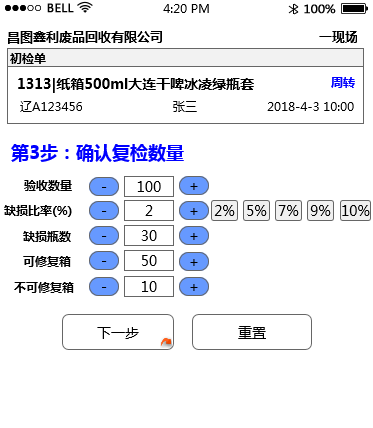 BELL 4:20 PM 100%
昌图鑫利废品回收有限公司 一现场
初检单
1313|纸箱500ml大连干啤冰凌绿瓶套 周转
辽A123456 张三 2018-4-3 10:00
第3步：确认复检数量
验收数量 - 100 +
缺损比率(%) - 2 + 2% 5% 7% 9% 10%
缺损瓶数 - 30 +
可修复箱 - 50 +
不可修复箱 - 10 +
下一步 重置